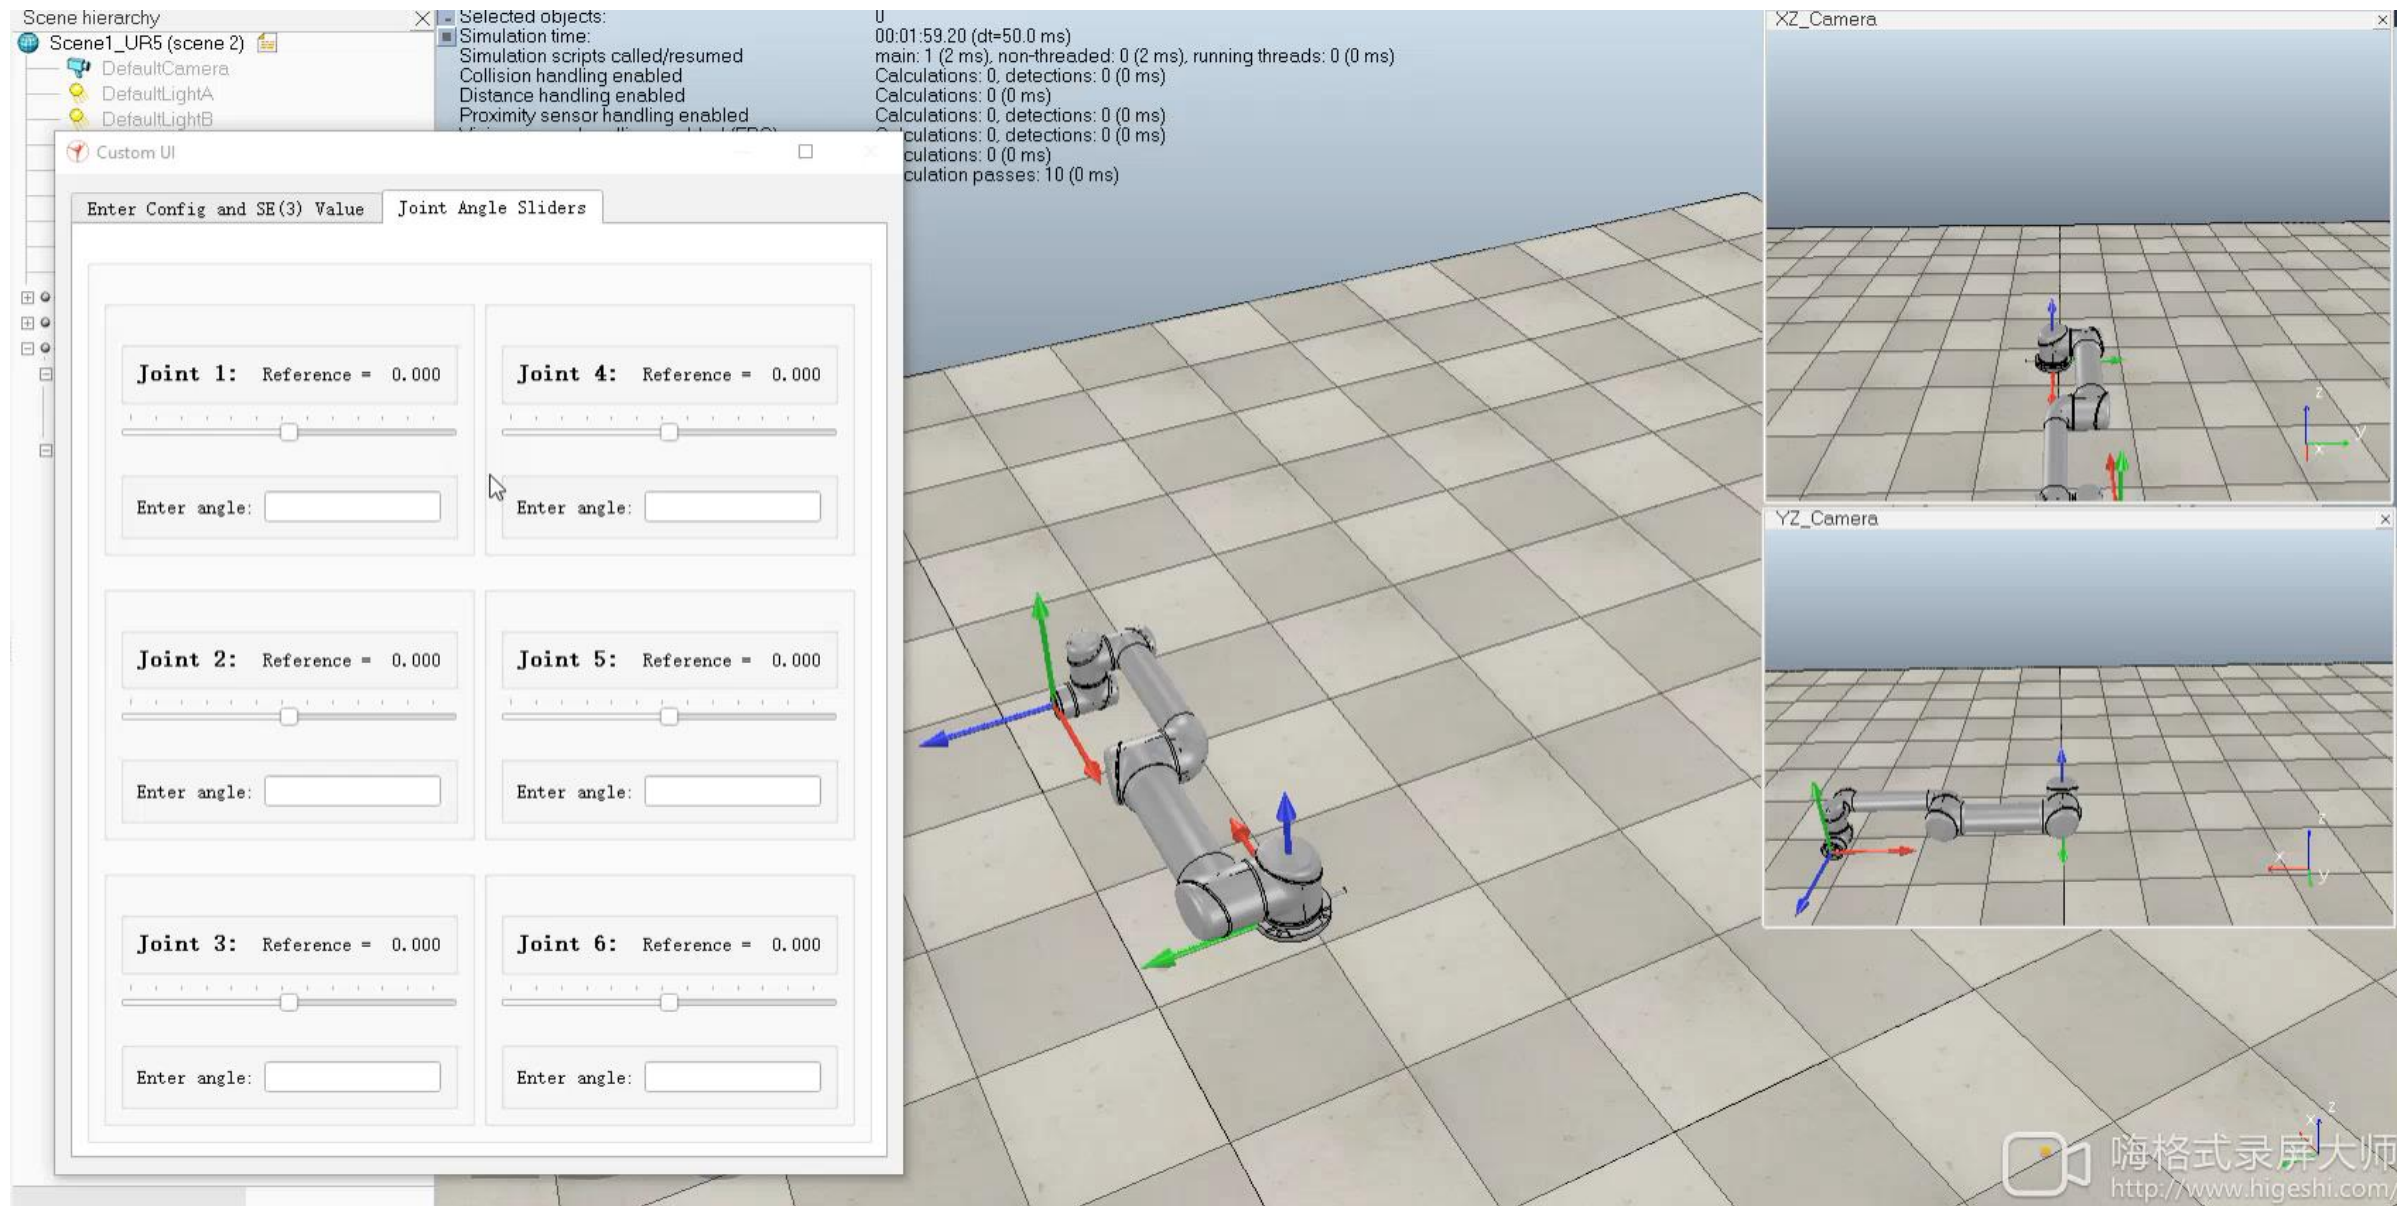 Scene hierarchy
Scene1_UR5 (scene 2)
DefaultCamera
DefaultLightA
DefaultLightB
Selected objects: 0
Simulation time: 00:01:59.20 (dt=50.0 ms)
Simulation scripts called/resumed main: 1 (2 ms), non-threaded: 0 (2 ms), running threads: 0 (0 ms)
Collision handling enabled Calculations: 0, detections: 0 (0 ms)
Distance handling enabled Calculations: 0 (0 ms)
Proximity sensor handling enabled Calculations: 0, detections: 0 (0 ms)
Calculations: 0, detections: 0 (0 ms)
culations: 0 (0 ms)
culation passes: 10 (0 ms)
Custom UI
Enter Config and SE(3) Value
Joint Angle Sliders
Joint 1: Reference = 0.000
Enter angle:
Joint 4: Reference = 0.000
Enter angle:
Joint 2: Reference = 0.000
Enter angle:
Joint 5: Reference = 0.000
Enter angle:
Joint 3: Reference = 0.000
Enter angle:
Joint 6: Reference = 0.000
Enter angle:
XZ_Camera
z
y
x
YZ_Camera
z
x
y
z
x
嗨格式录屏大师
http://www.higeshi.com/